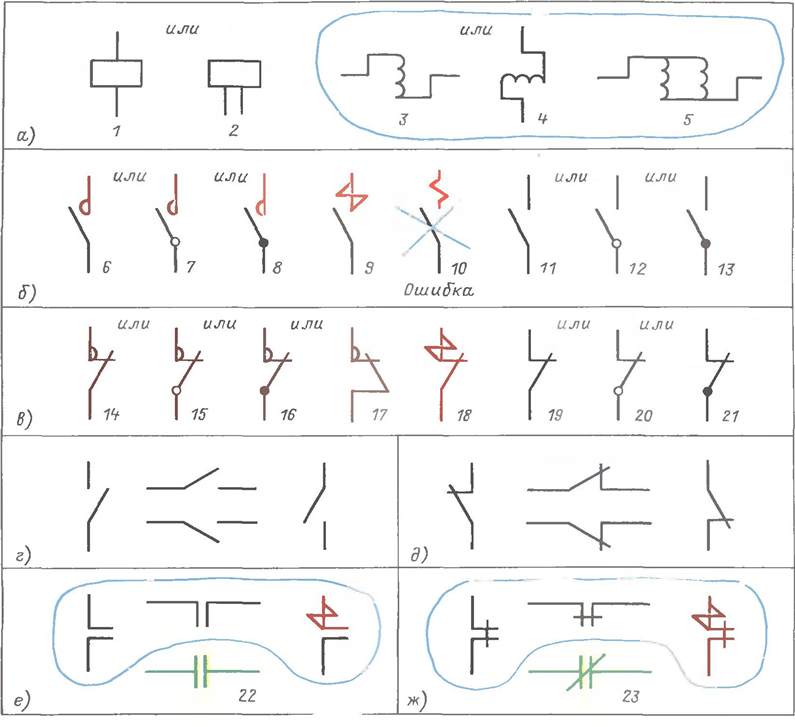 или или
1 2 3 4 5
а)
или или или или
6 7 8 9 10 11 12 13
б) Ошибка
или или или или или
14 15 16 17 18 19 20 21
в)
г) д)
е) 22 ж) 23